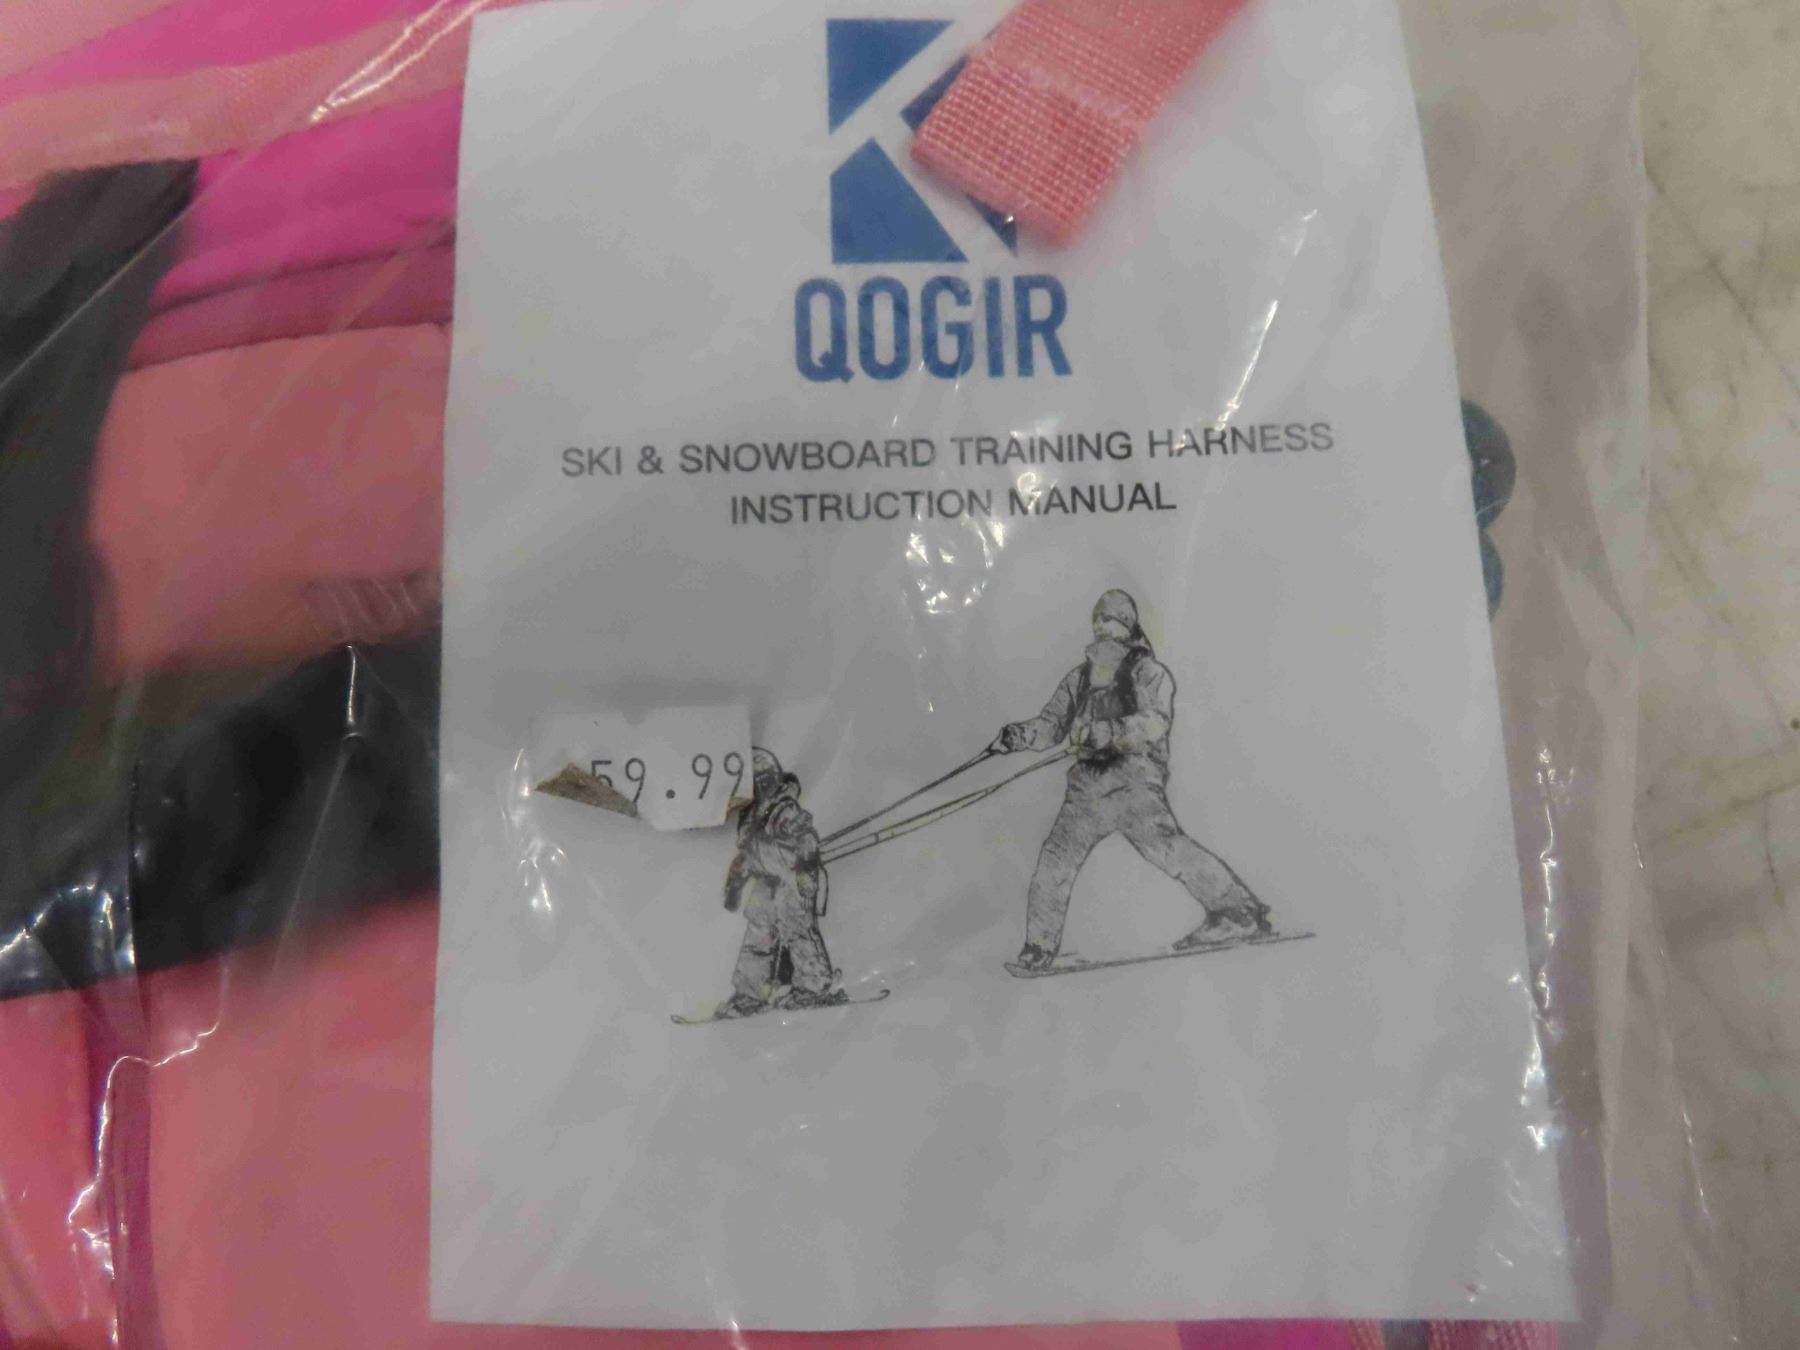 QOGIR
SKI & SNOWBOARD TRAINING HARNESS
INSTRUCTION MANUAL
59.99